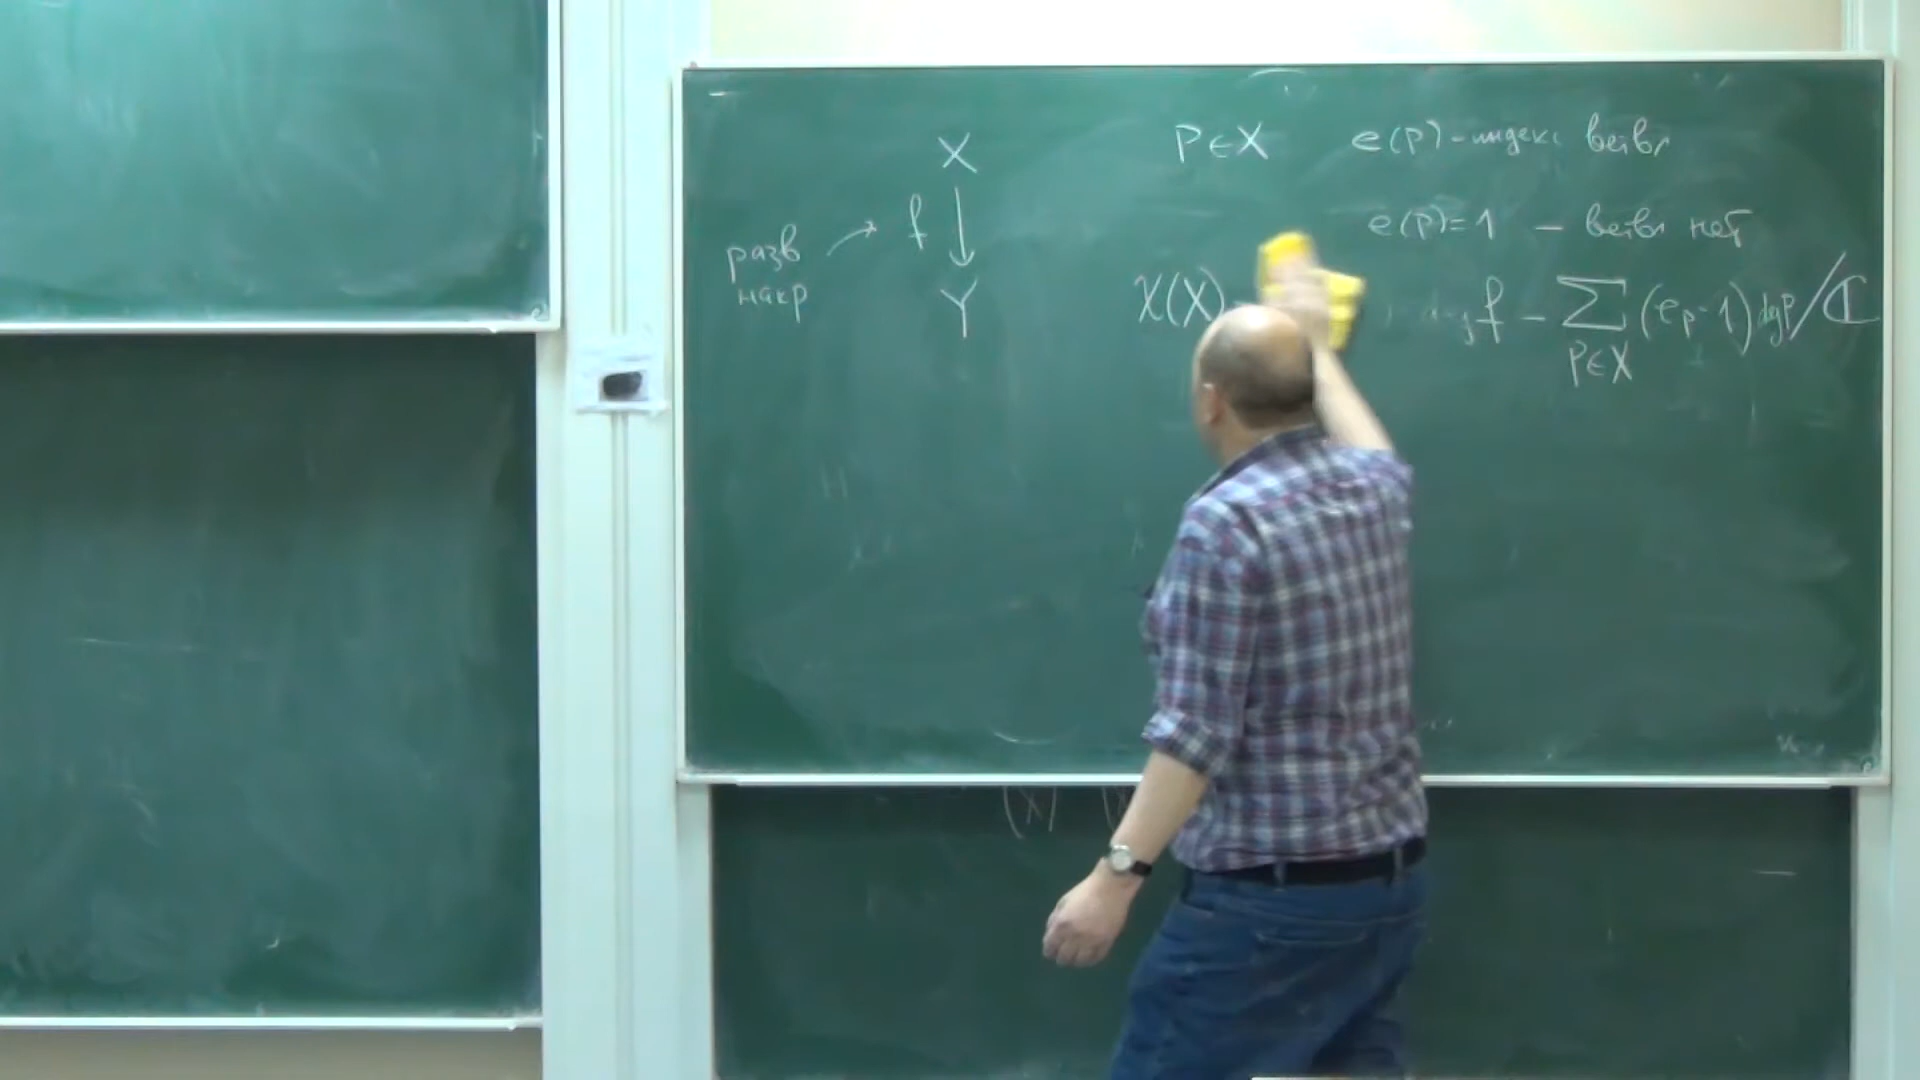 X
P∈X e(P) - индекс ветвл
f
e(P)=1 — ветвл нет
разв
накр
Y
χ(X) f - ∑ (e_P - 1) deg P / ℂ
P∈X
(X)